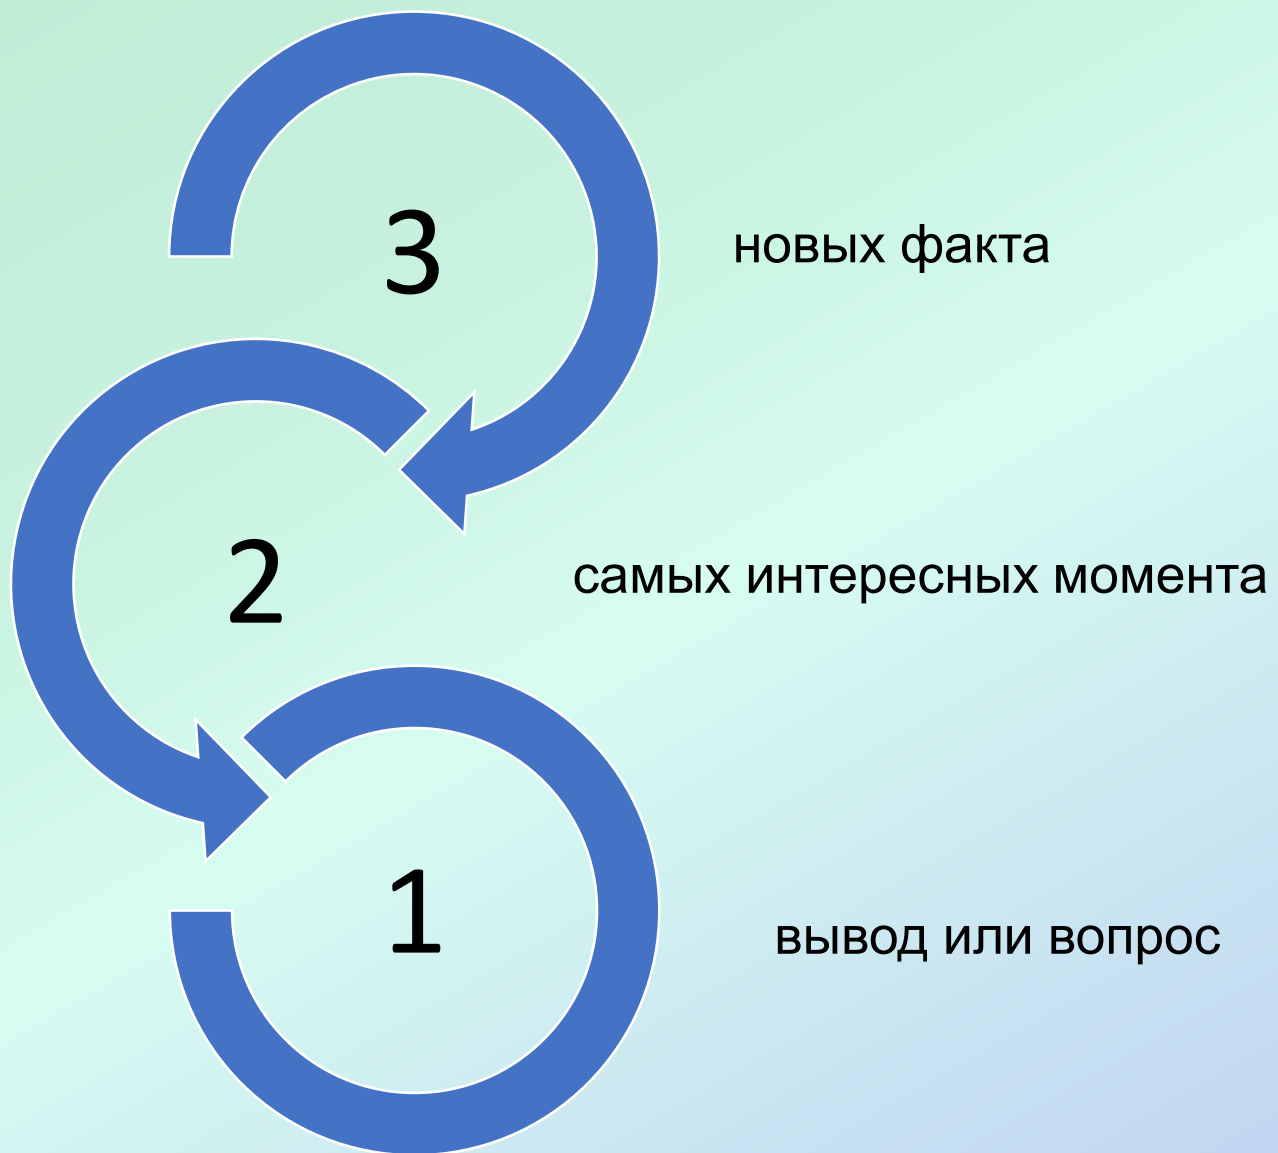 3 новых факта
2 самых интересных момента
1 вывод или вопрос